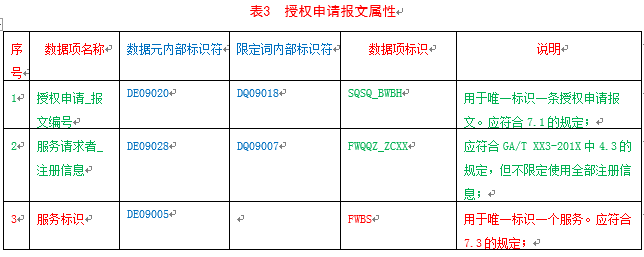 表3 授权申请报文属性
序号 数据项名称 数据元内部标识符 限定词内部标识符 数据项标识 说明
1 授权申请_报文编号 DE09020 DQ09018 SQSQ_BWBH 用于唯一标识一条授权申请报文。应符合 7.1 的规定；
2 服务请求者_注册信息 DE09028 DQ09007 FWQQZ_ZCXX 应符合 GA/T XX3-201X 中 4.3 的规定，但不限定使用全部注册信息；
3 服务标识 DE09005 FWBS 用于唯一标识一个服务。应符合 7.3 的规定；